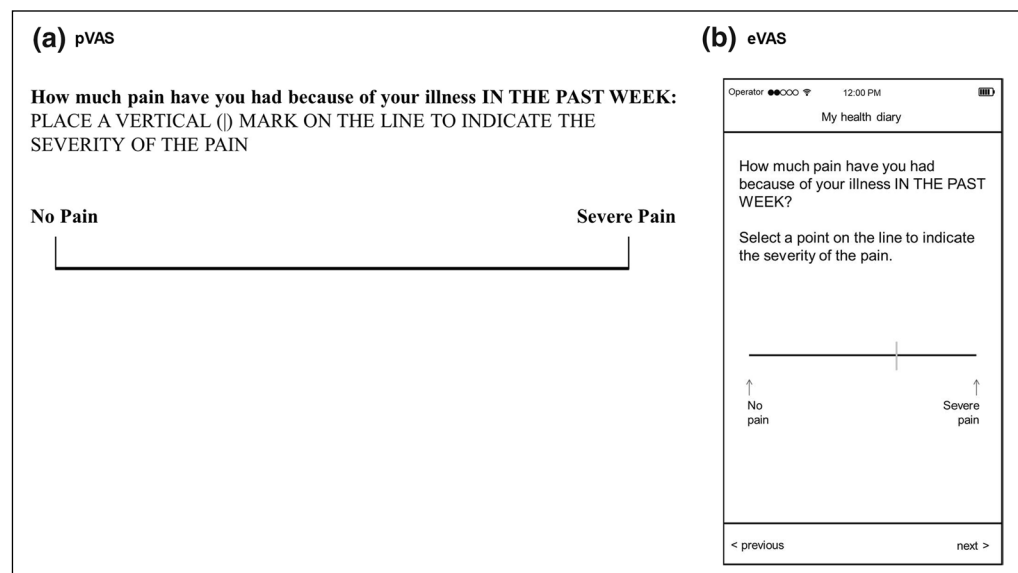 (a) pVAS
How much pain have you had because of your illness IN THE PAST WEEK:
PLACE A VERTICAL (|) MARK ON THE LINE TO INDICATE THE
SEVERITY OF THE PAIN
No Pain
Severe Pain
(b) eVAS
Operator
12:00 PM
My health diary
How much pain have you had
because of your illness IN THE PAST
WEEK?
Select a point on the line to indicate
the severity of the pain.
No
pain
Severe
pain
< previous
next >